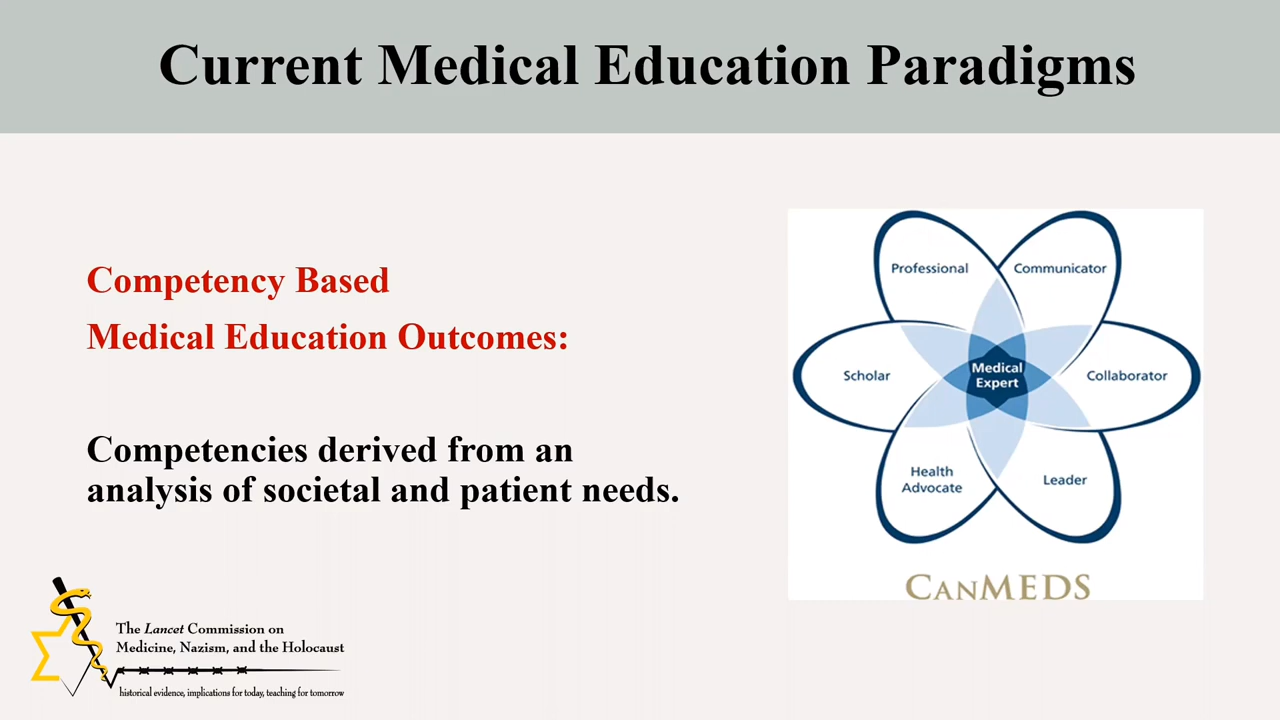 Current Medical Education Paradigms
Competency Based
Medical Education Outcomes:
Competencies derived from an
analysis of societal and patient needs.
Professional
Communicator
Scholar
Medical
Expert
Collaborator
Health
Advocate
Leader
CANMEDS
The Lancet Commission on
Medicine, Nazism, and the Holocaust
historical evidence, implications for today, teaching for tomorrow